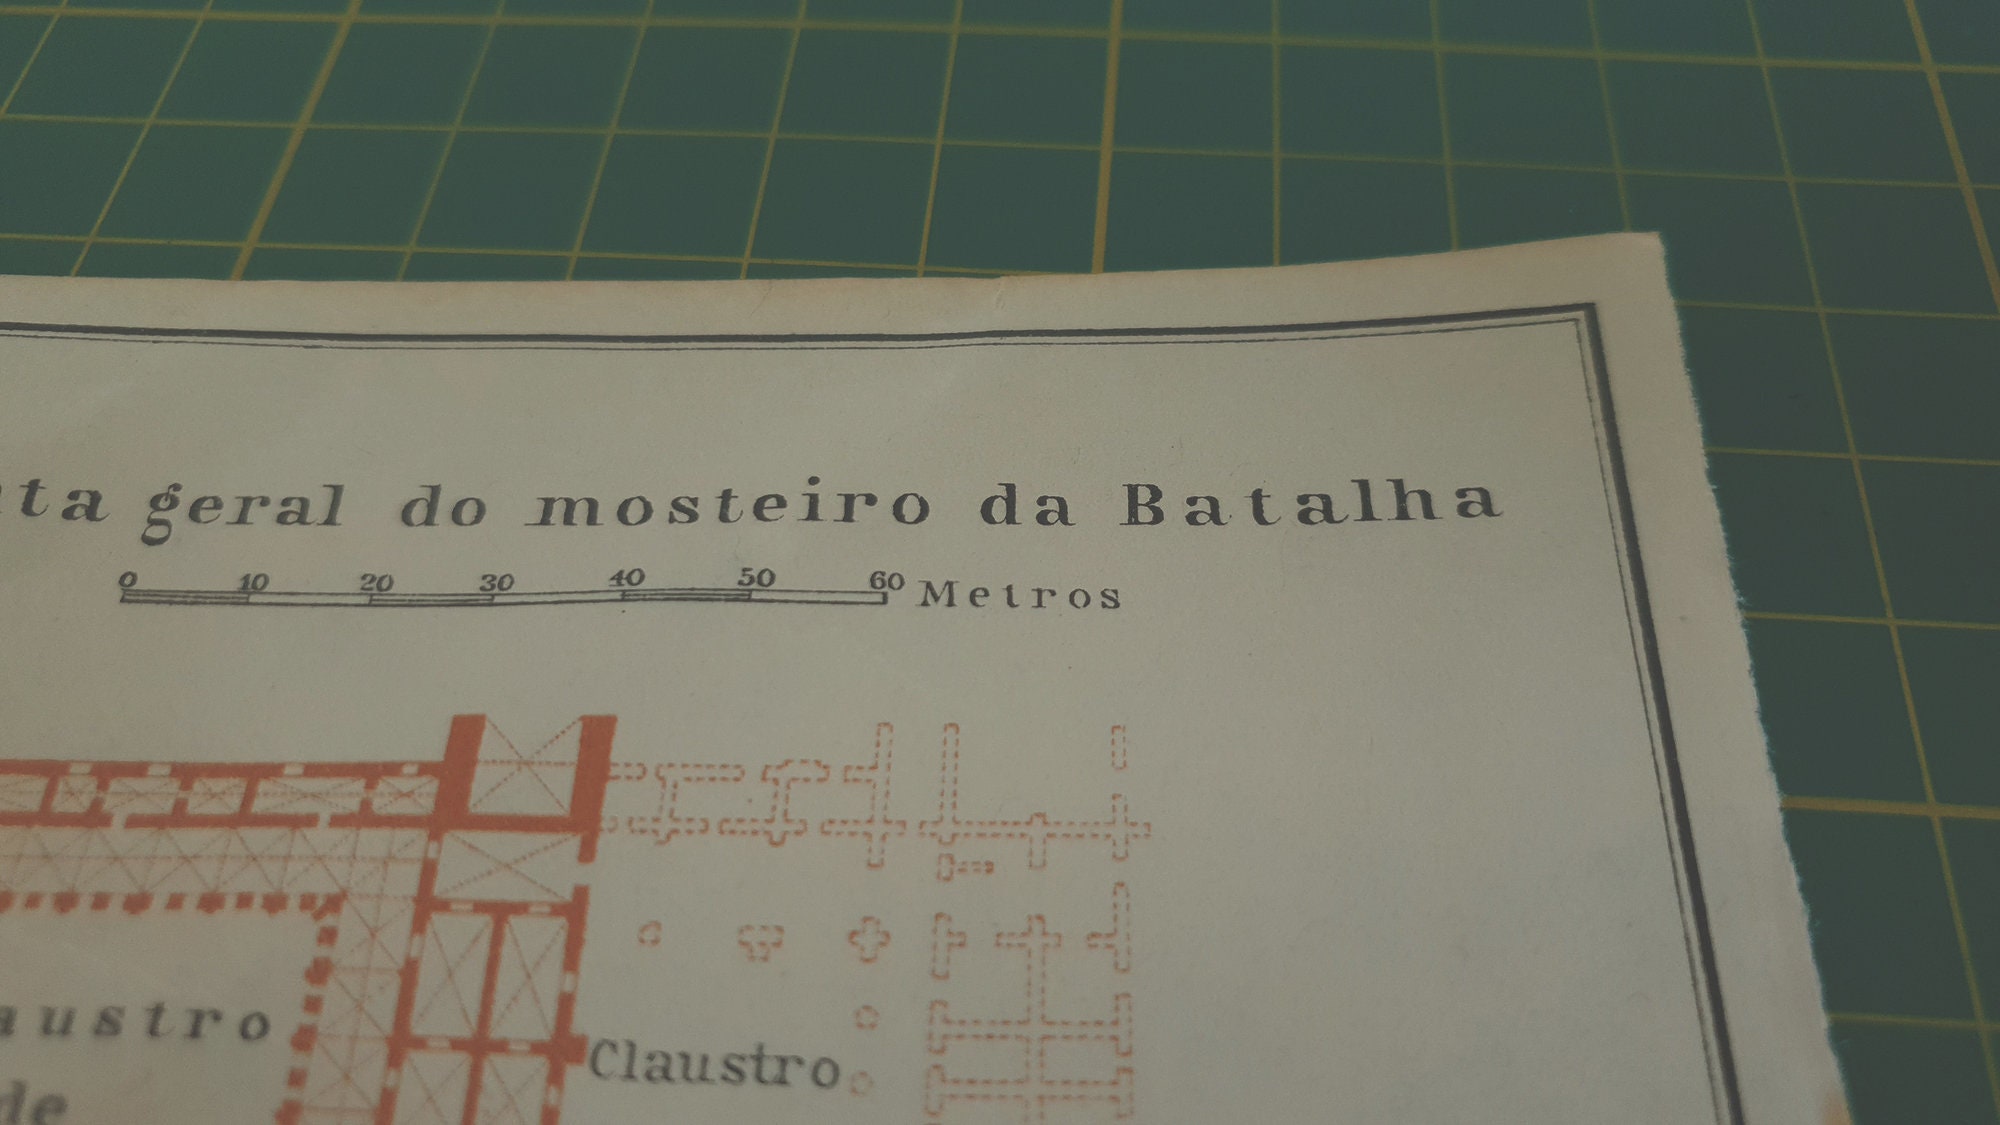 ta geral do mosteiro da Batalha
0 10 20 30 40 50 60 Metros
austro
Claustro
de